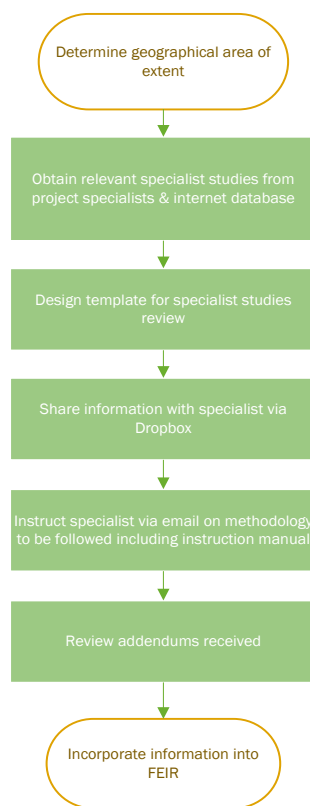 Determine geographical area of
extent
Obtain relevant specialist studies from
project specialists & internet database
Design template for specialist studies
review
Share information with specialist via
Dropbox
Instruct specialist via email on methodology
to be followed including instruction manual
Review addendums received
Incorporate information into
FEIR